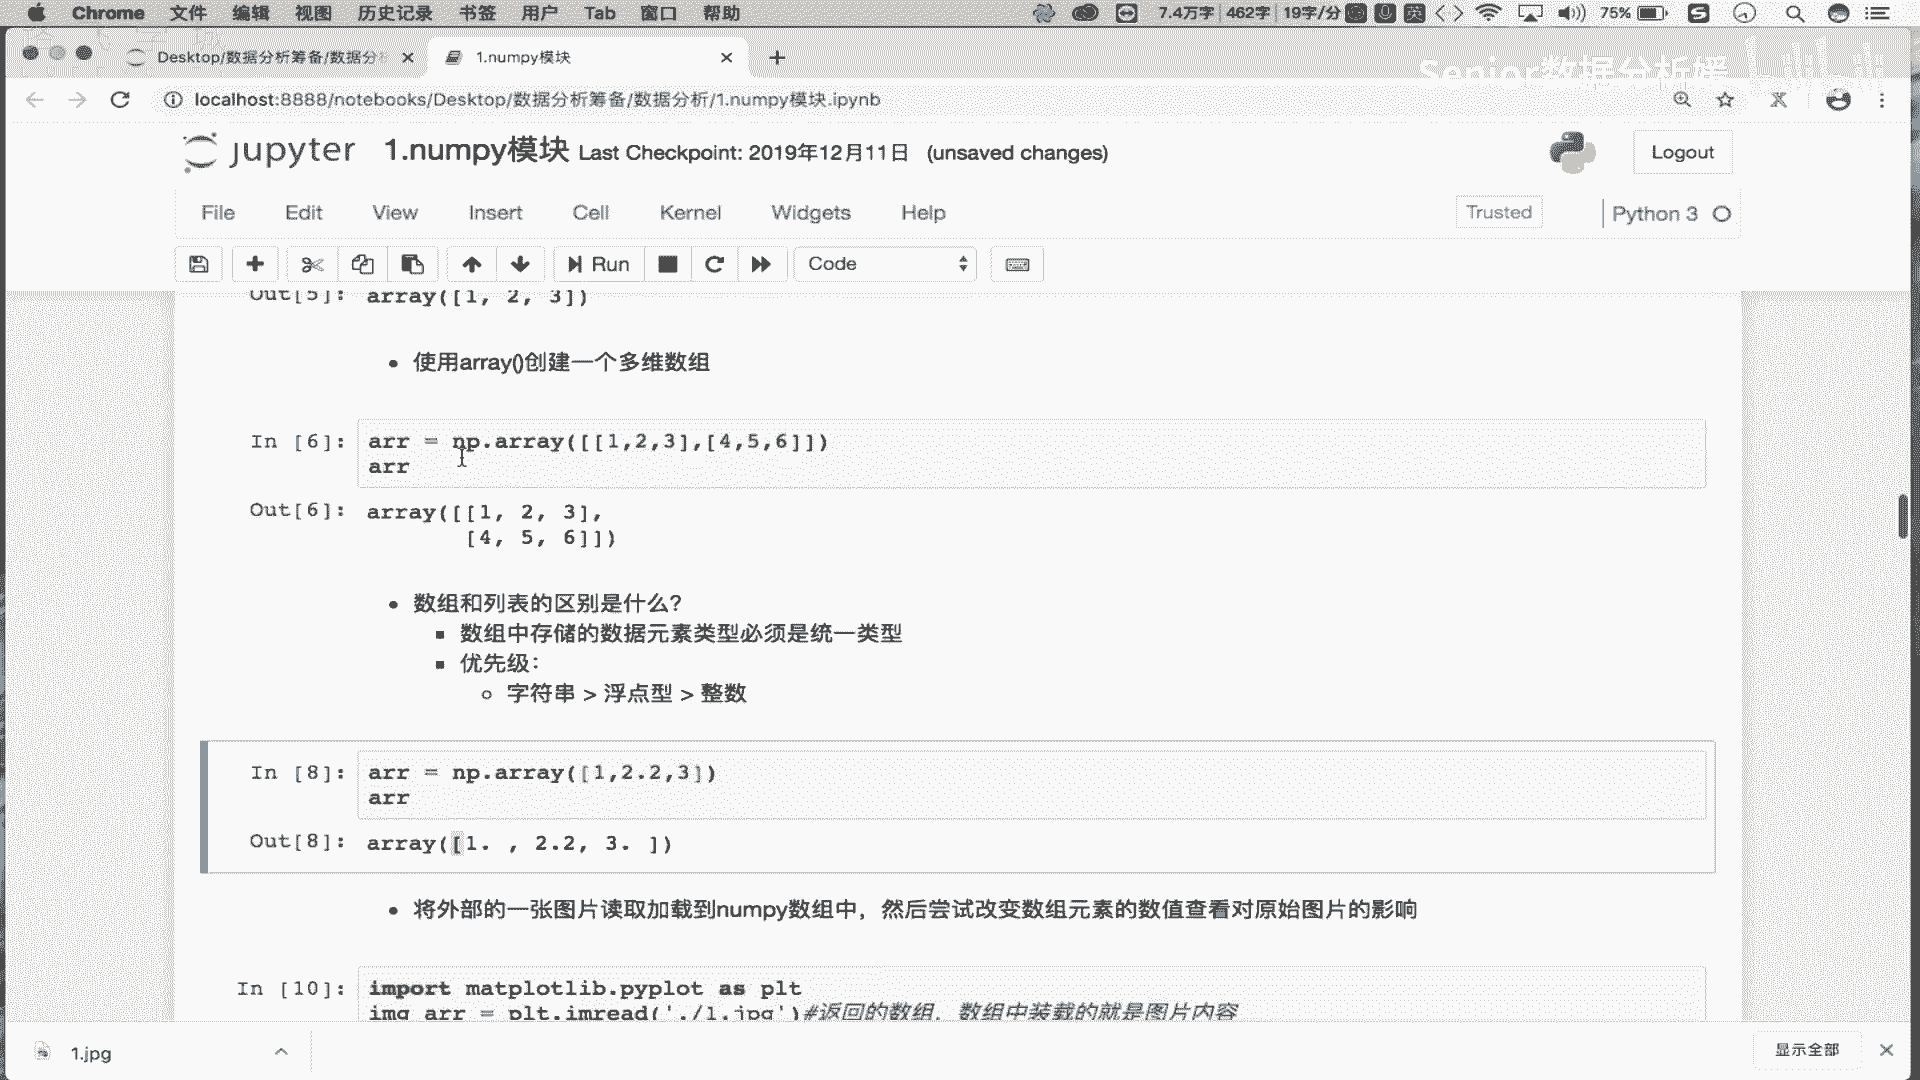 Chrome 文件 编辑 视图 历史记录 书签 用户 Tab 窗口 帮助 7.4万字 462字 19字/分 英 75%
Desktop/数据分析筹备/数据分析 1.numpy模块
Senior数据分析媛 bilibili
localhost:8888/notebooks/Desktop/数据分析筹备/数据分析/1.numpy模块.ipynb
jupyter 1.numpy模块 Last Checkpoint: 2019年12月11日 (unsaved changes) Logout
File Edit View Insert Cell Kernel Widgets Help Trusted Python 3
Run Code
Out[5]: array([1, 2, 3])
使用array()创建一个多维数组
In [6]: arr = np.array([[1,2,3],[4,5,6]])
arr
Out[6]: array([[1, 2, 3],
[4, 5, 6]])
数组和列表的区别是什么?
数组中存储的数据元素类型必须是统一类型
优先级：
字符串 > 浮点型 > 整数
In [8]: arr = np.array([1,2.2,3])
arr
Out[8]: array([1. , 2.2, 3. ])
将外部的一张图片读取加载到numpy数组中，然后尝试改变数组元素的数值查看对原始图片的影响
In [10]: import matplotlib.pyplot as plt
img_arr = plt.imread('./1.jpg')#返回的数组，数组中装载的就是图片内容
1.jpg 显示全部